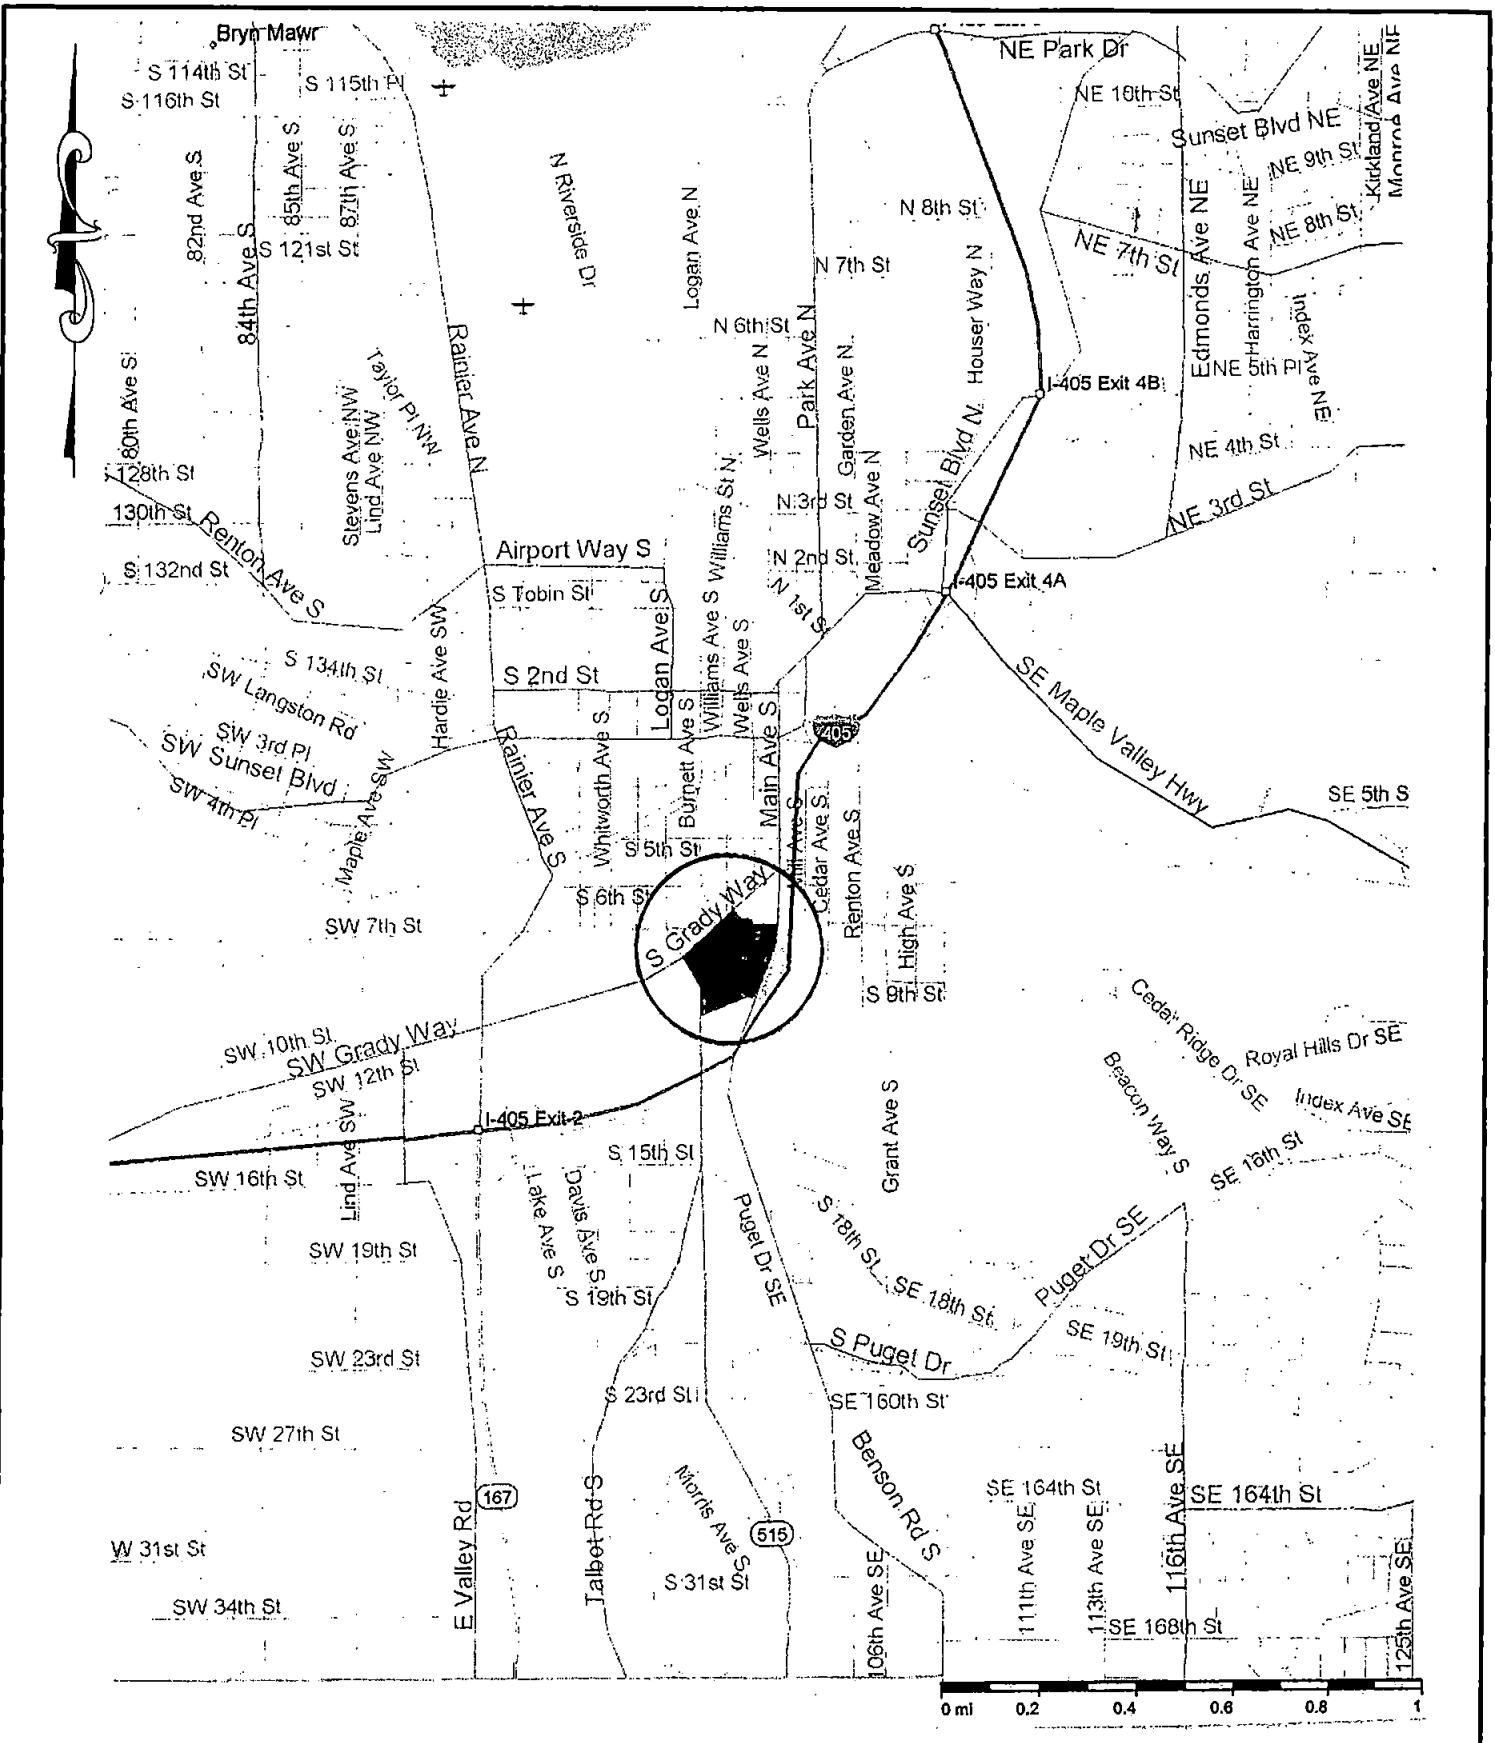 Bryn Mawr
NE Park Dr
S 114th St
S 115th Pl
S 116th St
NE 10th St
Sunset Blvd NE
Kirkland Ave NE
Monroe Ave NE
NE 9th St
82nd Ave S
85th Ave S
87th Ave S
N Riverside Dr
Logan Ave N
N 8th St
Edmonds Ave NE
Harrington Ave NE
NE 8th St
84th Ave S
S 121st St
NE 7th St
N 7th St
Houser Way N
N 6th St
Park Ave N
Index Ave NE
Rainier Ave N
Taylor Pl NW
80th Ave S
Stevens Ave NW
Lind Ave NW
Wells Ave N
Garden Ave N
I-405 Exit 4B
NE 5th Pl
128th St
Williams St N
Meadow Ave N
Sunset Blvd N
NE 4th St
130th St
Renton Ave S
N 3rd St
NE 3rd St
Airport Way S
N 2nd St
S 132nd St
S Tobin St
N 1st S
I-405 Exit 4A
Hardie Ave SW
Logan Ave S
Williams Ave S
Wells Ave S
S 134th St
SW Langston Rd
S 2nd St
SE Maple Valley Hwy
SW 3rd Pl
SW Sunset Blvd
Rainier Ave S
Whitworth Ave S
Burnett Ave S
Main Ave S
405
SW 4th Pl
Maple Ave SW
Mill Ave S
Cedar Ave S
Renton Ave S
SE 5th S
S 5th St
S 6th St
S Grady Way
High Ave S
SW 7th St
S 9th St
Cedar Ridge Dr SE
SW 10th St
SW Grady Way
SW 12th St
Royal Hills Dr SE
Beacon Way S
Index Ave SE
Lind Ave SW
I-405 Exit 2
Grant Ave S
S 15th St
SE 16th St
SW 16th St
Lake Ave S
Davis Ave S
Puget Dr SE
S 18th St
Puget Dr SE
SW 19th St
S 19th St
SE 18th St
SE 19th St
S Puget Dr
SW 23rd St
S 23rd St
SE 160th St
SW 27th St
Benson Rd S
167
Morris Ave S
515
SE 164th St
116th Ave SE
SE 164th St
E Valley Rd
Talbot Rd S
W 31st St
S 31st St
106th Ave SE
111th Ave SE
113th Ave SE
125th Ave SE
SW 34th St
SE 168th St
0 mi 0.2 0.4 0.6 0.8 1